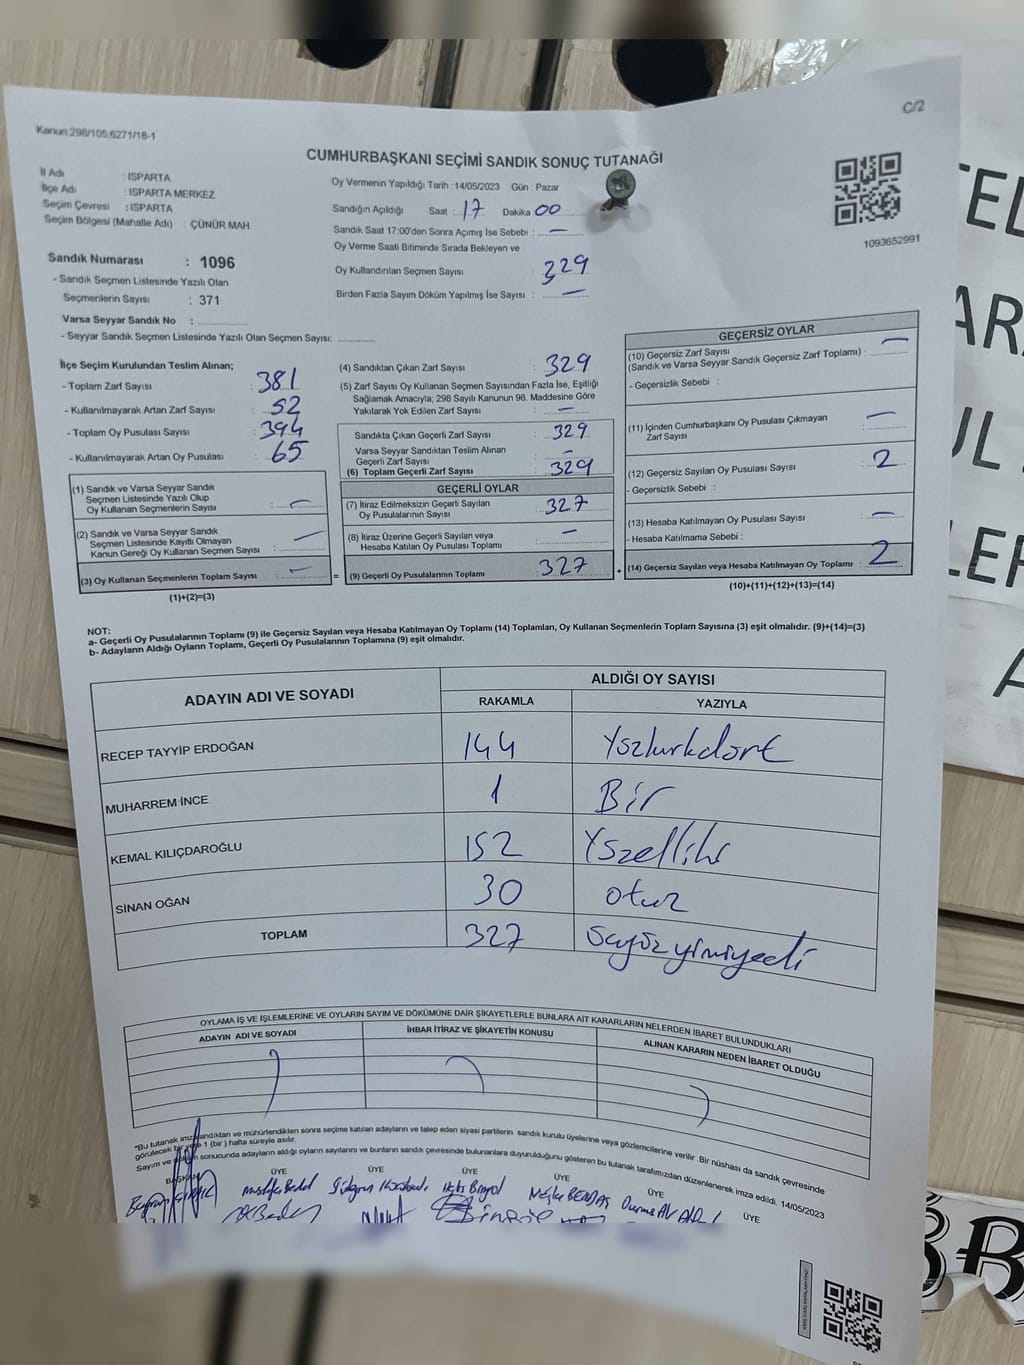 C/2
Kanun:298/105;6271/18-1
CUMHURBAŞKANI SEÇİMİ SANDIK SONUÇ TUTANAĞI
İl Adı : ISPARTA
İlçe Adı : ISPARTA MERKEZ
Seçim Çevresi : ISPARTA
Seçim Bölgesi (Mahalle Adı) : ÇÜNÜR MAH.
Sandık Numarası : 1096
- Sandık Seçmen Listesinde Yazılı Olan
Seçmenlerin Sayısı : 371
Varsa Seyyar Sandık No :
- Seyyar Sandık Seçmen Listesinde Yazılı Olan Seçmen Sayısı:
Oy Vermenin Yapıldığı Tarih : 14/05/2023 Gün : Pazar
Sandığın Açıldığı Saat : 17 Dakika 00
Sandık Saat 17:00'den Sonra Açımış İse Sebebi : —
Oy Verme Saati Bitiminde Sırada Bekleyen ve
Oy Kullandırılan Seçmen Sayısı : 329
Birden Fazla Sayım Döküm Yapılmış İse Sayısı : —
1093652991
İlçe Seçim Kurulundan Teslim Alınan;
- Toplam Zarf Sayısı : 381
- Kullanılmayarak Artan Zarf Sayısı : 52
- Toplam Oy Pusulası Sayısı : 394
- Kullanılmayarak Artan Oy Pusulası : 65
(1) Sandık ve Varsa Seyyar Sandık
Seçmen Listesinde Yazılı Olup
Oy Kullanan Seçmenlerin Sayısı : —
(2) Sandık ve Varsa Seyyar Sandık
Seçmen Listesinde Kayıtlı Olmayan
Kanun Gereği Oy Kullanan Seçmen Sayısı : —
(3) Oy Kullanan Seçmenlerin Toplam Sayısı : —
(1)+(2)=(3)
(4) Sandıktan Çıkan Zarf Sayısı : 329
(5) Zarf Sayısı Oy Kullanan Seçmen Sayısından Fazla İse, Eşitliği
Sağlamak Amacıyla; 298 Sayılı Kanunun 98. Maddesine Göre
Yakılarak Yok Edilen Zarf Sayısı : —
Sandıkta Çıkan Geçerli Zarf Sayısı : 329
Varsa Seyyar Sandıktan Teslim Alınan
Geçerli Zarf Sayısı : —
(6) Toplam Geçerli Zarf Sayısı : 329
GEÇERLİ OYLAR
(7) İtiraz Edilmeksizin Geçerli Sayılan
Oy Pusulalarının Sayısı : 327
(8) İtiraz Üzerine Geçerli Sayılan veya
Hesaba Katılan Oy Pusulası Toplamı : —
= (9) Geçerli Oy Pusulalarının Toplamı : 327
GEÇERSİZ OYLAR
(10) Geçersiz Zarf Sayısı
(Sandık ve Varsa Seyyar Sandık Geçersiz Zarf Toplamı) : —
- Geçersizlik Sebebi :
(11) İçinden Cumhurbaşkanı Oy Pusulası Çıkmayan
Zarf Sayısı : —
(12) Geçersiz Sayılan Oy Pusulası Sayısı : 2
- Geçersizlik Sebebi :
(13) Hesaba Katılmayan Oy Pusulası Sayısı : —
- Hesaba Katılmama Sebebi :
+ (14) Geçersiz Sayılan veya Hesaba Katılmayan Oy Toplamı : 2
(10)+(11)+(12)+(13)=(14)
NOT:
a- Geçerli Oy Pusulalarının Toplamı (9) ile Geçersiz Sayılan veya Hesaba Katılmayan Oy Toplamı (14) Toplamları, Oy Kullanan Seçmenlerin Toplam Sayısına (3) eşit olmalıdır. (9)+(14)=(3)
b- Adayların Aldığı Oyların Toplamı, Geçerli Oy Pusulalarının Toplamına (9) eşit olmalıdır.
ADAYIN ADI VE SOYADI ALDIĞI OY SAYISI
RAKAMLA YAZIYLA
RECEP TAYYİP ERDOĞAN 144
MUHARREM İNCE 1 Bir
KEMAL KILIÇDAROĞLU 152
SİNAN OĞAN 30 otuz
TOPLAM 327
OYLAMA İŞ VE İŞLEMLERİNE VE OYLARIN SAYIM VE DÖKÜMÜNE DAİR ŞİKAYETLERLE BUNLARA AİT KARARLARIN NELERDEN İBARET BULUNDUKLARI
ADAYIN ADI VE SOYADI İHBAR İTİRAZ VE ŞİKAYETİN KONUSU ALINAN KARARIN NEDEN İBARET OLDUĞU
*Bu tutanak imzalandıktan ve mühürlendikten sonra seçime katılan adayların ve talep eden siyasi partilerin sandık kurulu üyelerine veya gözlemcilerine verilir. Bir nüshası da sandık çevresinde
görülecek bir yere 1 (bir) hafta süreyle asılır.
Sayım ve döküm sonucunda adayların aldığı oyların sayılarını ve bunların sandık çevresinde bulunanlara duyurulduğunu gösteren bu tutanak tarafımızdan düzenlenerek imza edildi. 14/05/2023
BAŞKAN ÜYE ÜYE ÜYE ÜYE ÜYE ÜYE